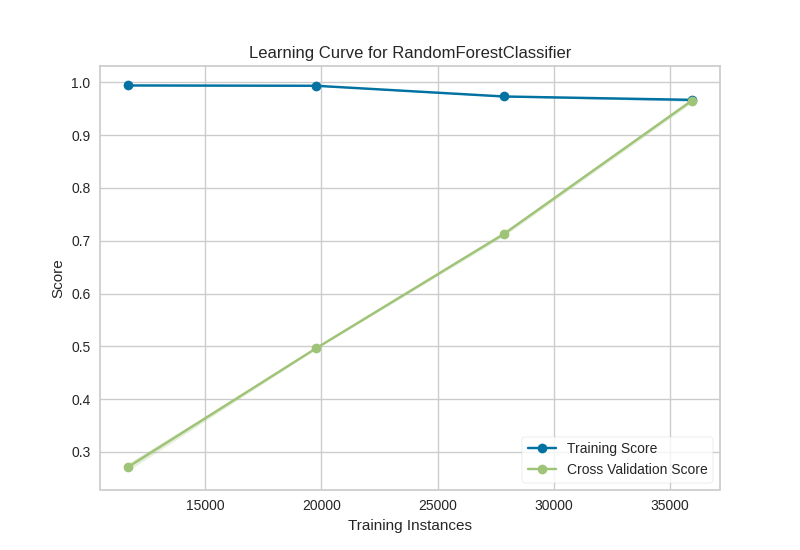 Learning Curve for RandomForestClassifier
1.0
0.9
0.8
0.7
0.6
0.5
0.4
0.3
Score
15000 20000 25000 30000 35000
Training Instances
Training Score
Cross Validation Score